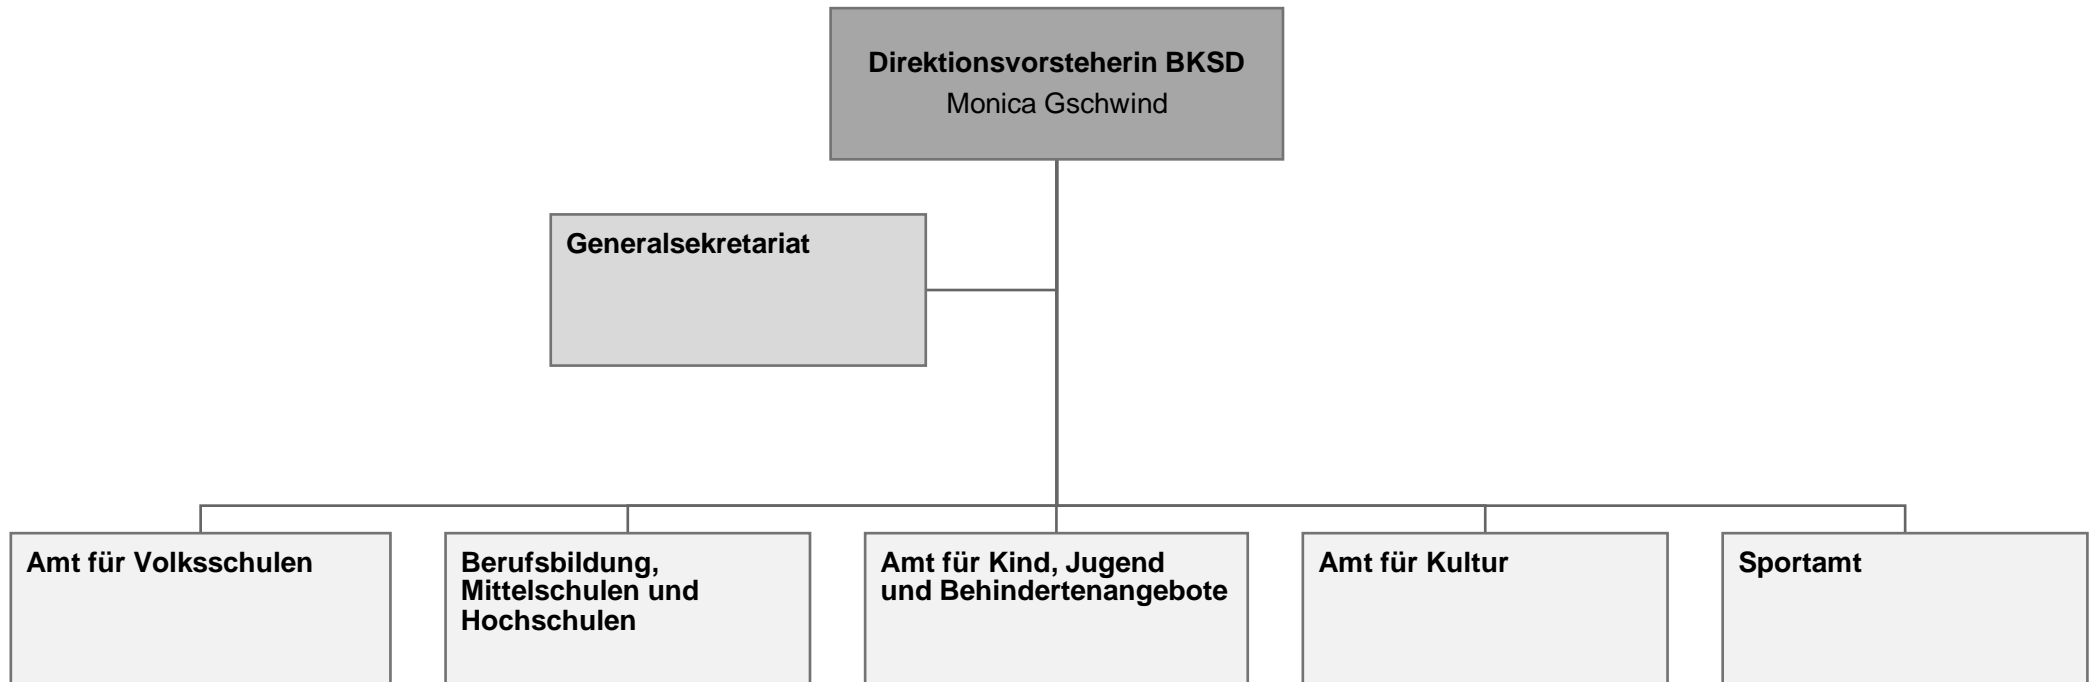 Direktionsvorsteherin BKSD
Monica Gschwind
Generalsekretariat
Amt für Volksschulen
Berufsbildung,
Mittelschulen und
Hochschulen
Amt für Kind, Jugend
und Behindertenangebote
Amt für Kultur
Sportamt